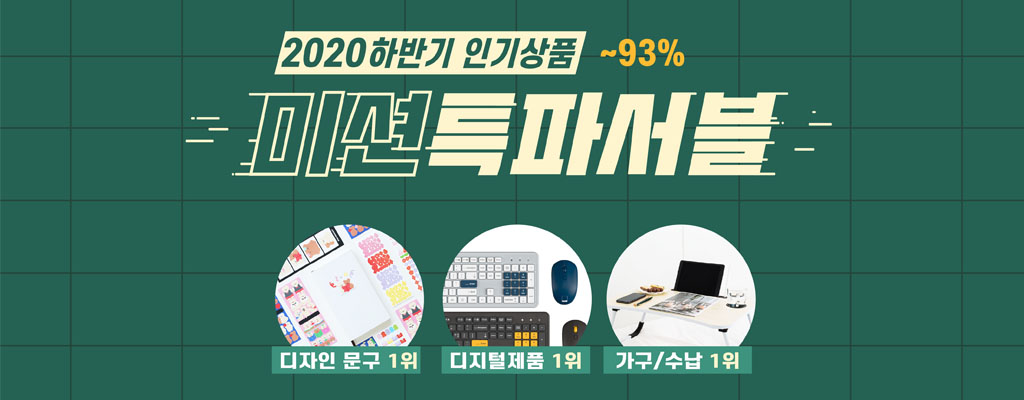 2020하반기 인기상품 ~93%
미션특파서블
디자인 문구 1위
디지털제품 1위
가구/수납 1위